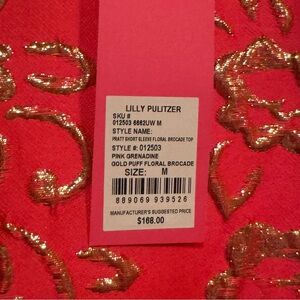 LILLY PULITZER
SKU #
012503 6662UW M
STYLE NAME:
PRATT SHORT SLEEVE FLORAL BROCADE TOP
STYLE #: 012503
PINK GRENADINE
GOLD PUFF FLORAL BROCADE
SIZE: M
889069 939526
MANUFACTURER'S SUGGESTED PRICE
$168.00